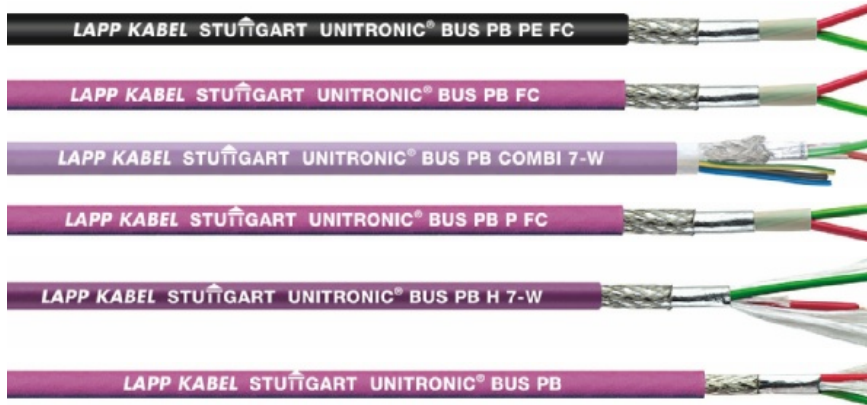 LAPP KABEL STUTTGART UNITRONIC® BUS PB PE FC
LAPP KABEL STUTTGART UNITRONIC® BUS PB FC
LAPP KABEL STUTTGART UNITRONIC® BUS PB COMBI 7-W
LAPP KABEL STUTTGART UNITRONIC® BUS PB P FC
LAPP KABEL STUTTGART UNITRONIC® BUS PB H 7-W
LAPP KABEL STUTTGART UNITRONIC® BUS PB